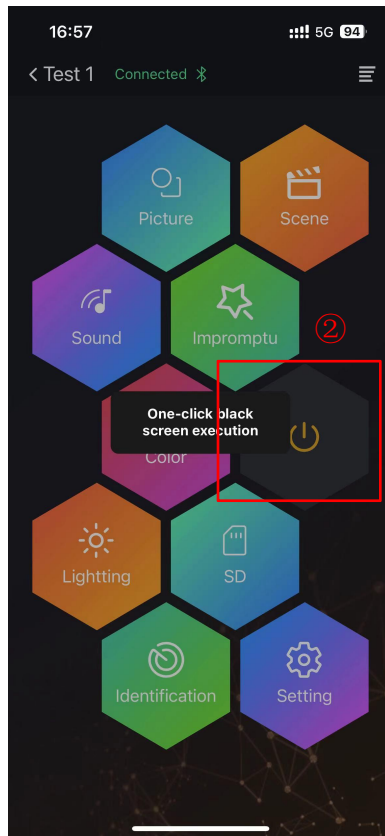 16:57
5G 94
Test 1 Connected
Picture
Scene
Sound
Impromptu
②
One-click black
screen execution
Color
Lightting
SD
Identification
Setting